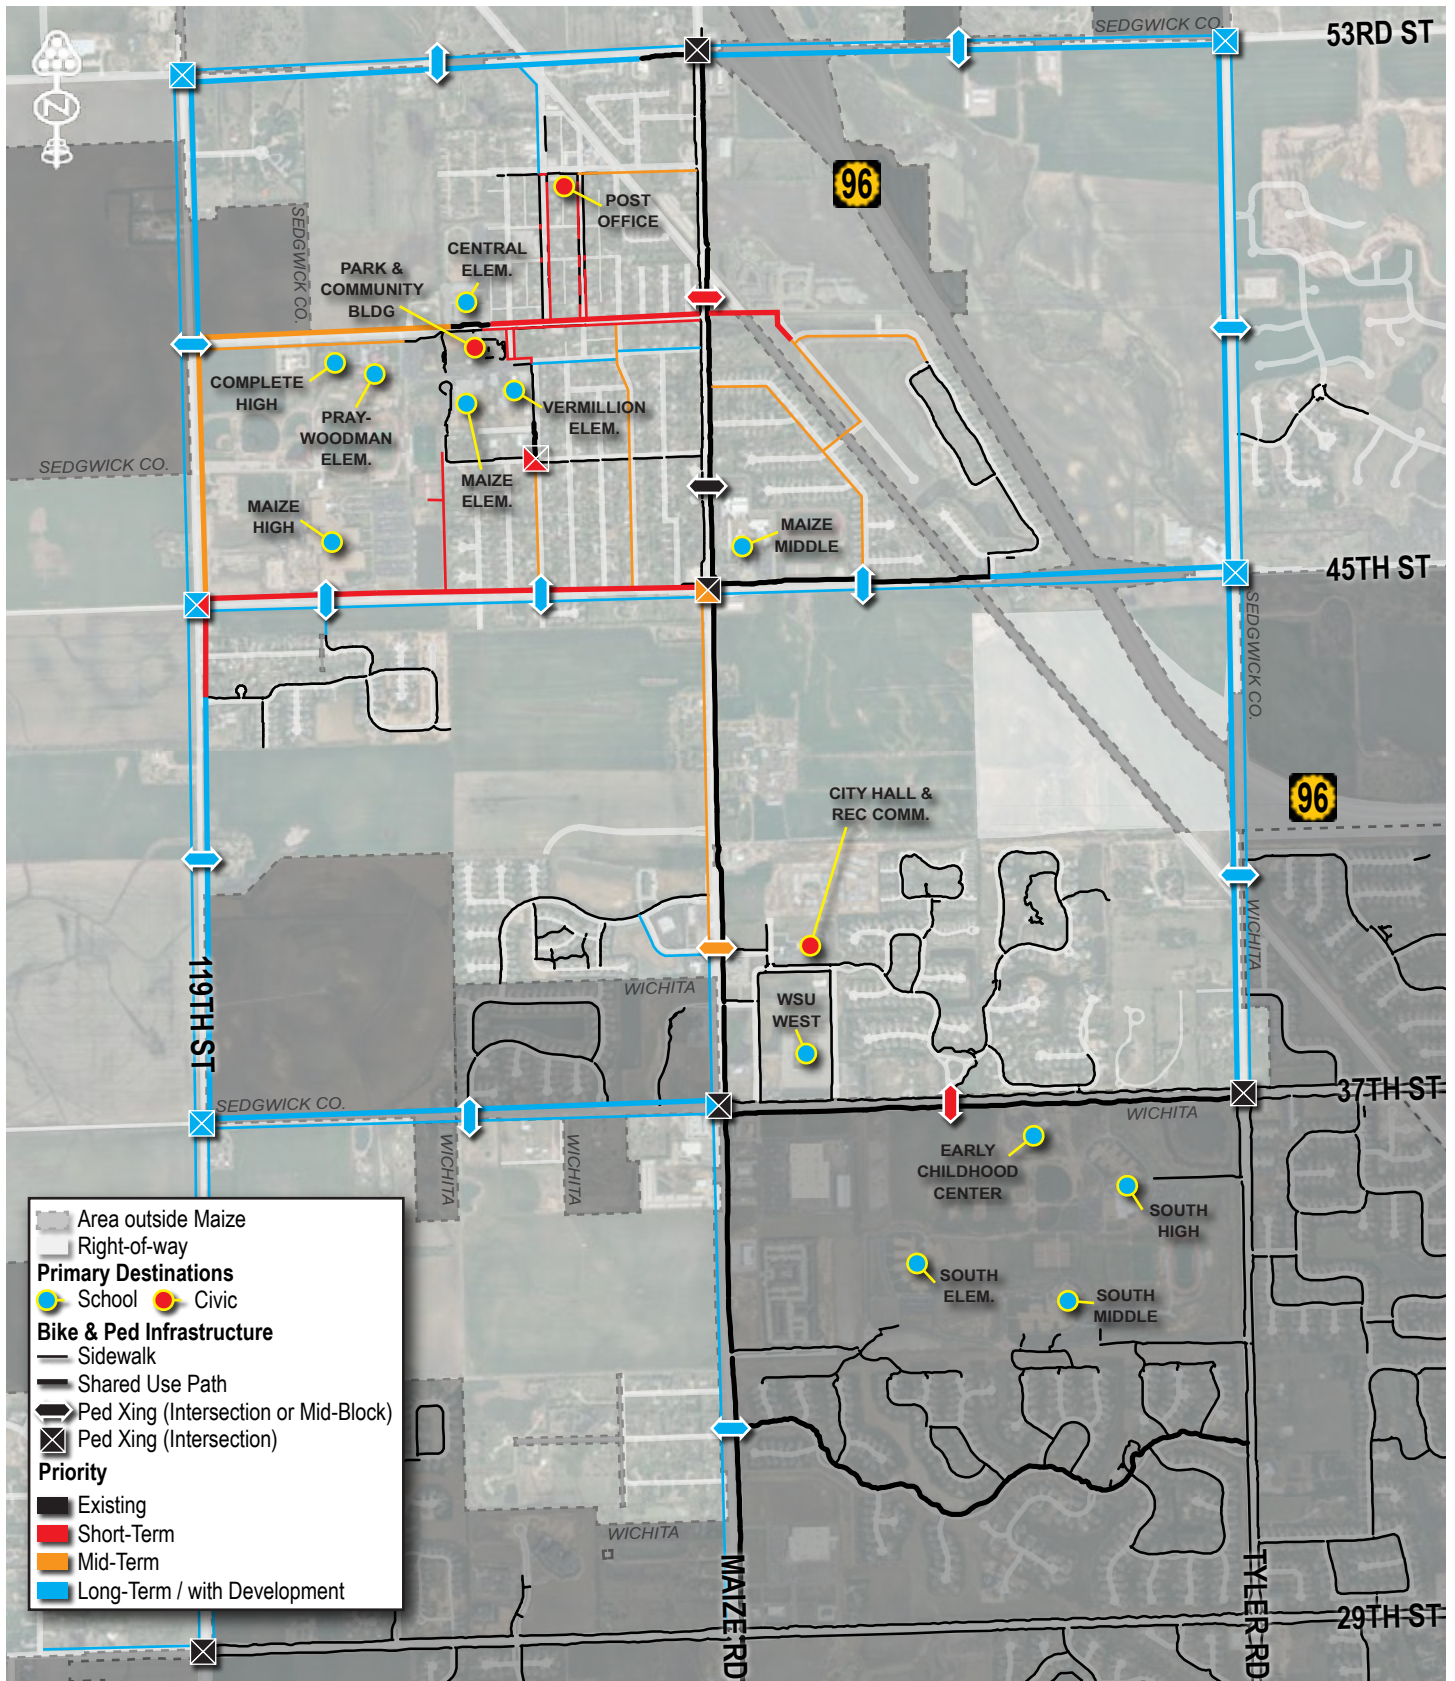 SEDGWICK CO.
53RD ST
N
96
POST
OFFICE
SEDGWICK CO.
CENTRAL
ELEM.
PARK &
COMMUNITY
BLDG
COMPLETE
HIGH
PRAY-
WOODMAN
ELEM.
VERMILLION
ELEM.
SEDGWICK CO.
MAIZE
ELEM.
MAIZE
HIGH
MAIZE
MIDDLE
45TH ST
SEDGWICK CO.
96
CITY HALL &
REC COMM.
WICHITA
119TH ST
WICHITA
WSU
WEST
SEDGWICK CO.
37TH ST
WICHITA
WICHITA
WICHITA
EARLY
CHILDHOOD
CENTER
SOUTH
HIGH
SOUTH
ELEM.
SOUTH
MIDDLE
Area outside Maize
Right-of-way
Primary Destinations
School Civic
Bike & Ped Infrastructure
Sidewalk
Shared Use Path
Ped Xing (Intersection or Mid-Block)
Ped Xing (Intersection)
Priority
Existing
Short-Term
Mid-Term
Long-Term / with Development
WICHITA
MAIZE RD
TYLER RD
29TH ST